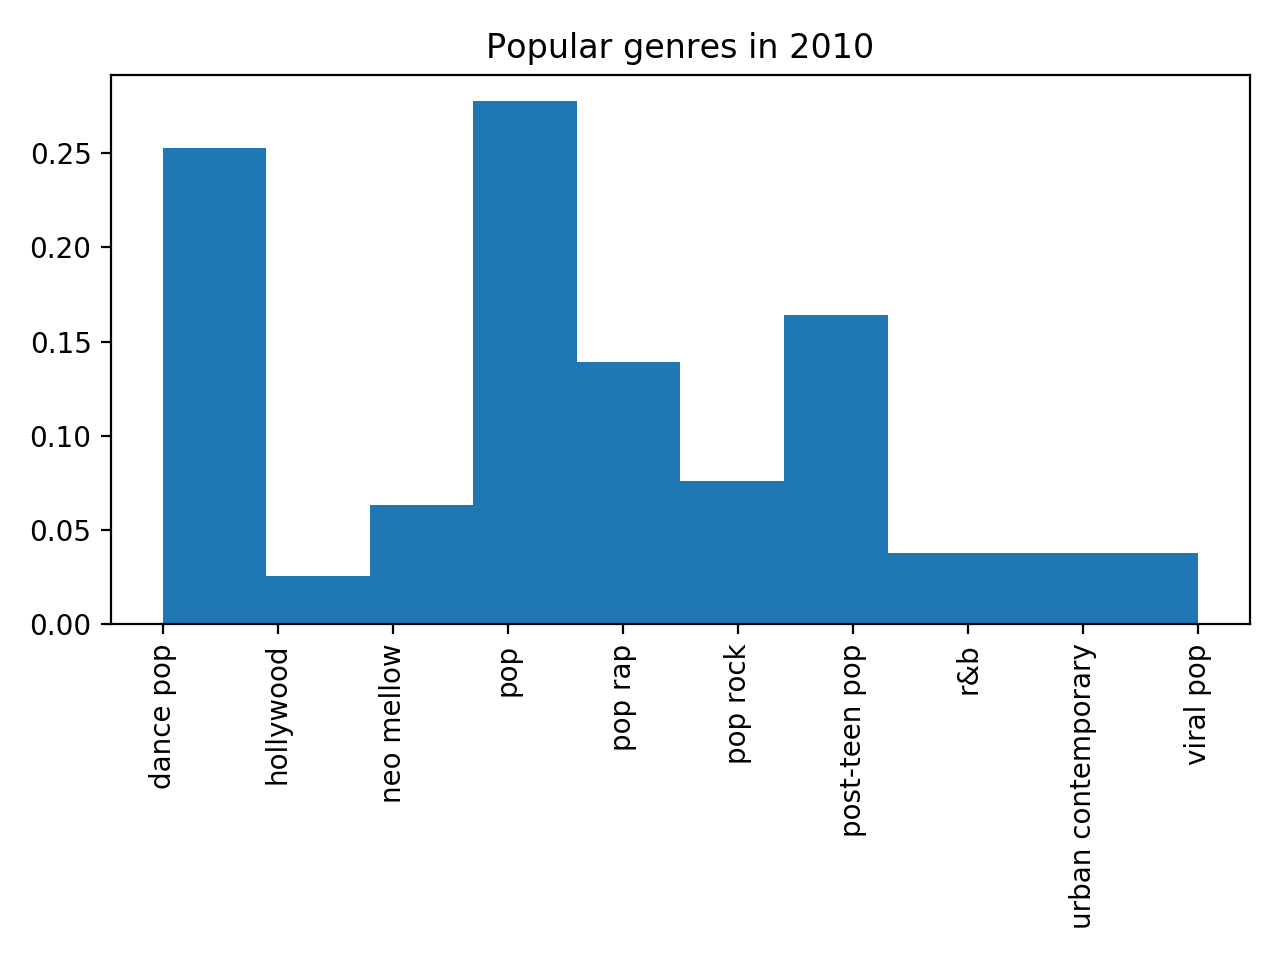 Popular genres in 2010
0.25
0.20
0.15
0.10
0.05
0.00
dance pop
hollywood
neo mellow
pop
pop rap
pop rock
post-teen pop
r&b
urban contemporary
viral pop